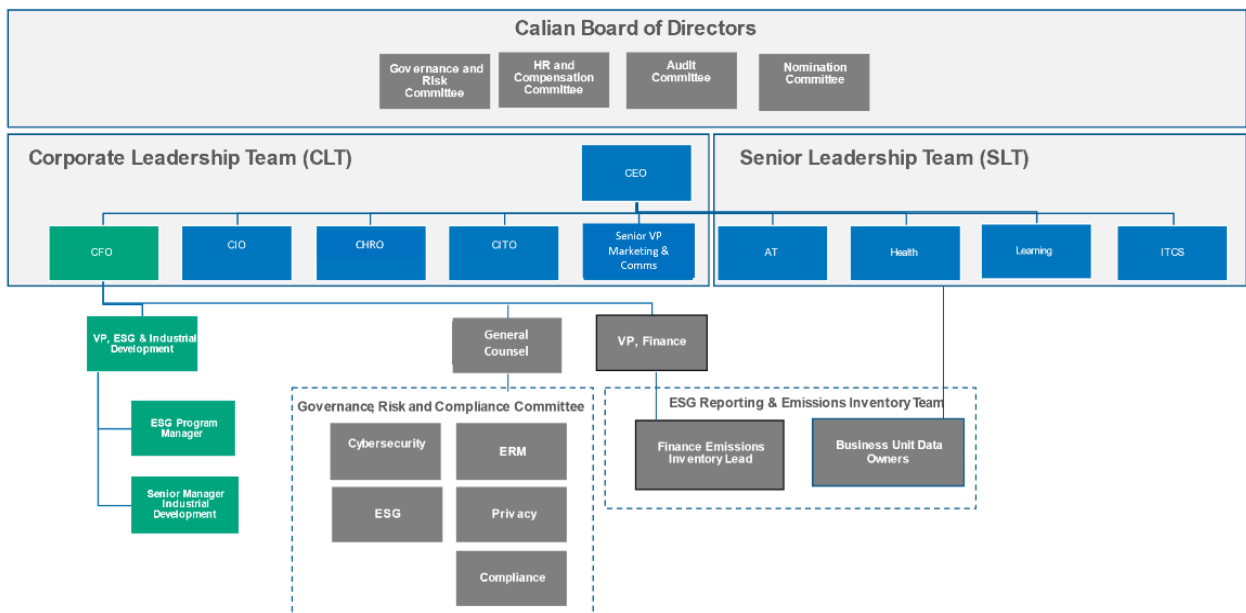 Calian Board of Directors
Governance and
Risk
Committee
HR and
Compensation
Committee
Audit
Committee
Nomination
Committee
Corporate Leadership Team (CLT)
Senior Leadership Team (SLT)
CEO
CFO
CIO
CHRO
CITO
Senior VP
Marketing &
Comms
AT
Health
Learning
ITCS
VP, ESG & Industrial
Development
General
Counsel
VP, Finance
ESG Program
Manager
Senior Manager
Industrial
Development
Governance, Risk and Compliance Committee
Cybersecurity
ERM
ESG
Privacy
Compliance
ESG Reporting & Emissions Inventory Team
Finance Emissions
Inventory Lead
Business Unit Data
Owners